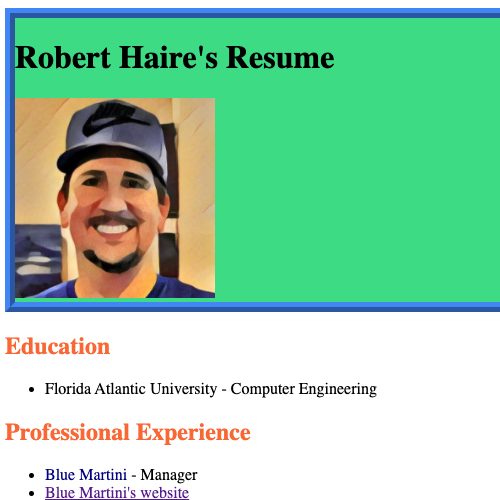 Robert Haire's Resume
Education
Florida Atlantic University - Computer Engineering
Professional Experience
Blue Martini - Manager
Blue Martini's website